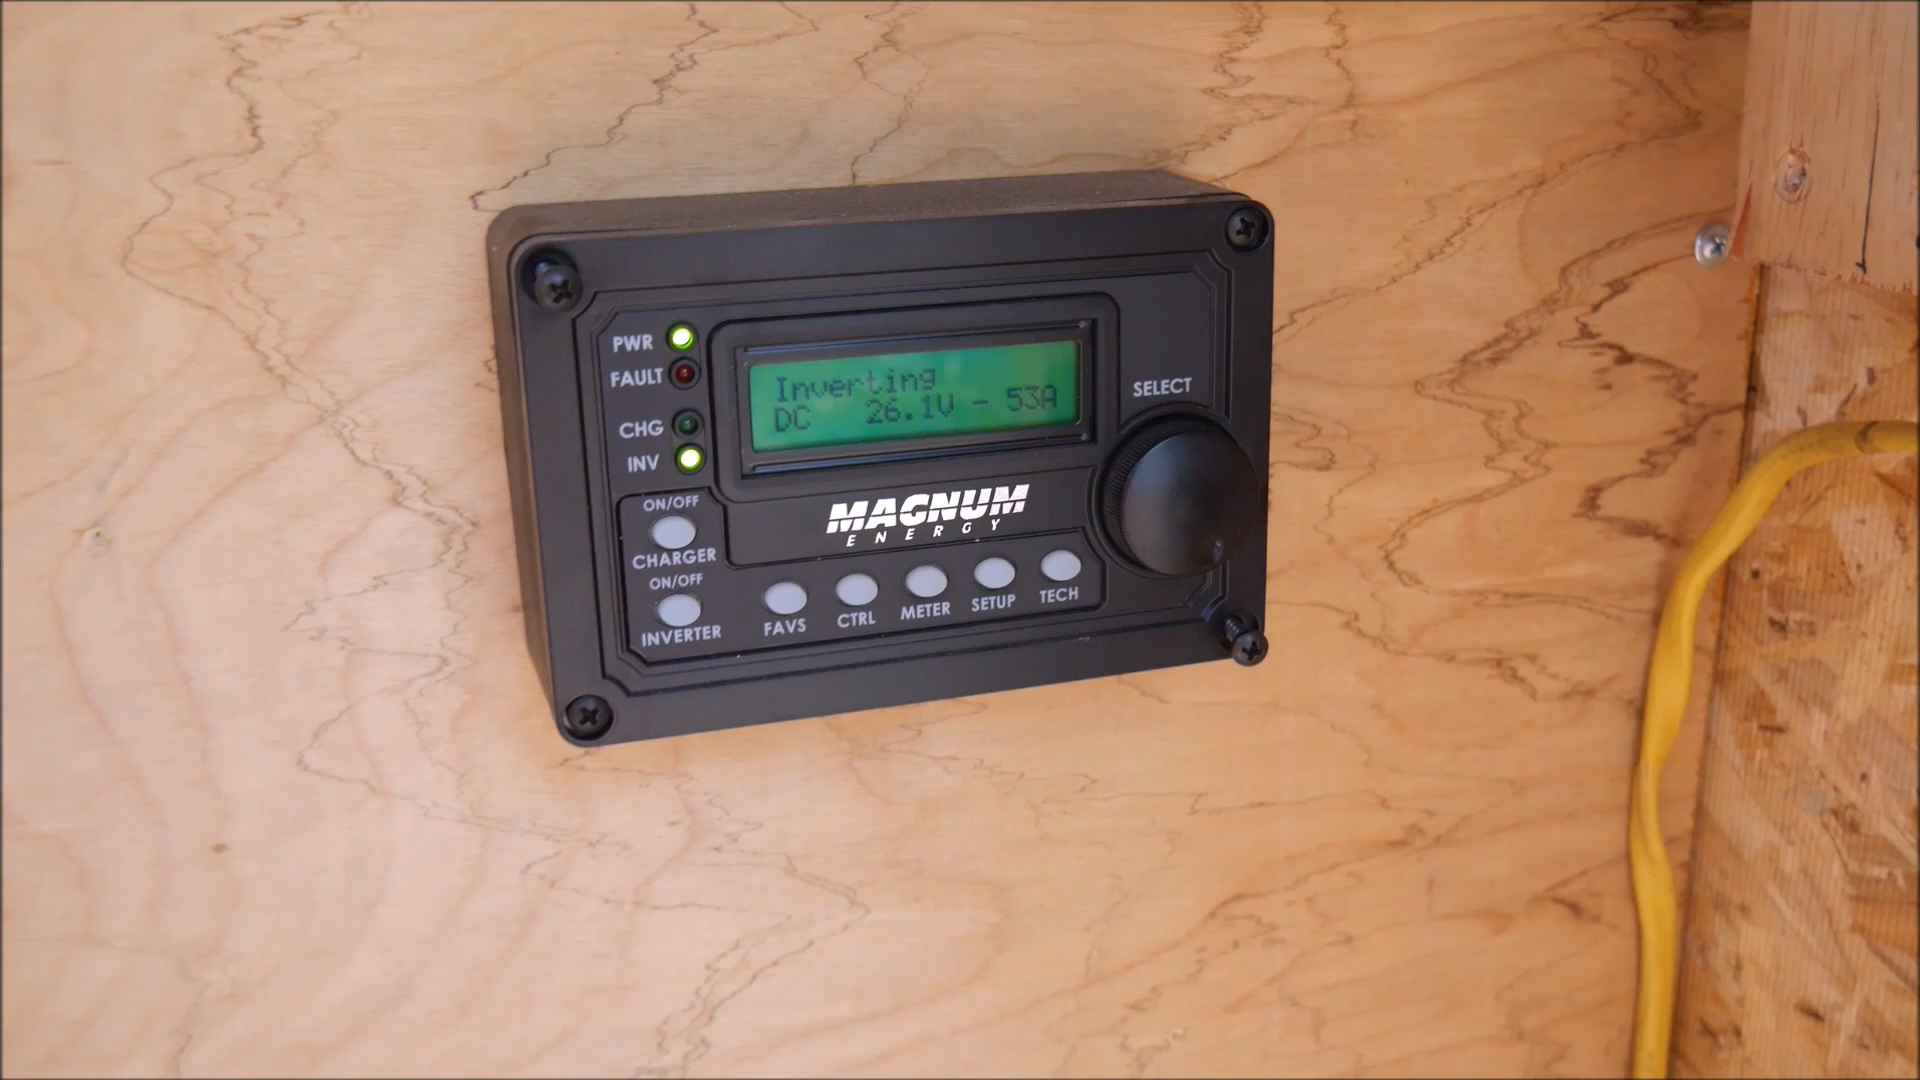 PWR
FAULT
CHG
INV
Inverting
DC 26.1V - 53A
SELECT
MAGNUM
ENERGY
ON/OFF
CHARGER
ON/OFF
INVERTER
FAVS
CTRL
METER
SETUP
TECH